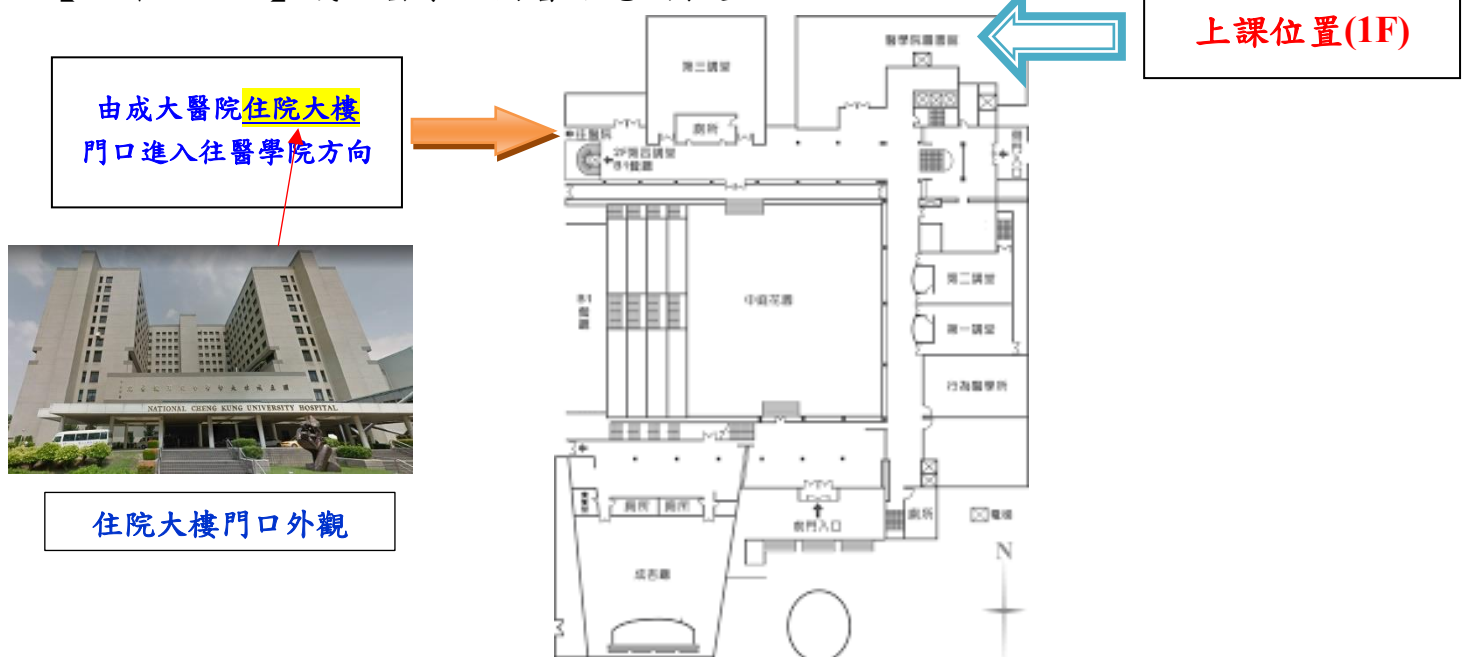 上課位置(1F)
由成大醫院住院大樓
門口進入往醫學院方向
NATIONAL CHENG KUNG UNIVERSITY HOSPITAL
住院大樓門口外觀
醫學院圖書館
第三講堂
廁所
往醫院
2F第四講堂
B1餐廳
第二講堂
B1
餐廳
中庭花園
第一講堂
行為醫學所
廁所
廁所
前門入口
廁所
電梯
N
成杏廳